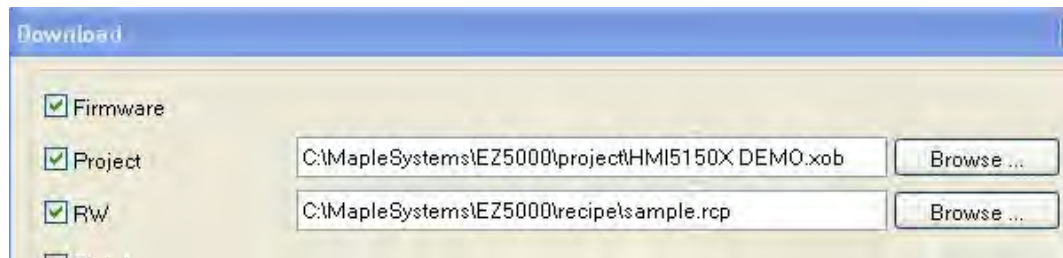 Download
Firmware
Project C:\MapleSystems\EZ5000\project\HMI5150X DEMO.xob Browse ...
RW C:\MapleSystems\EZ5000\recipe\sample.rcp Browse ...